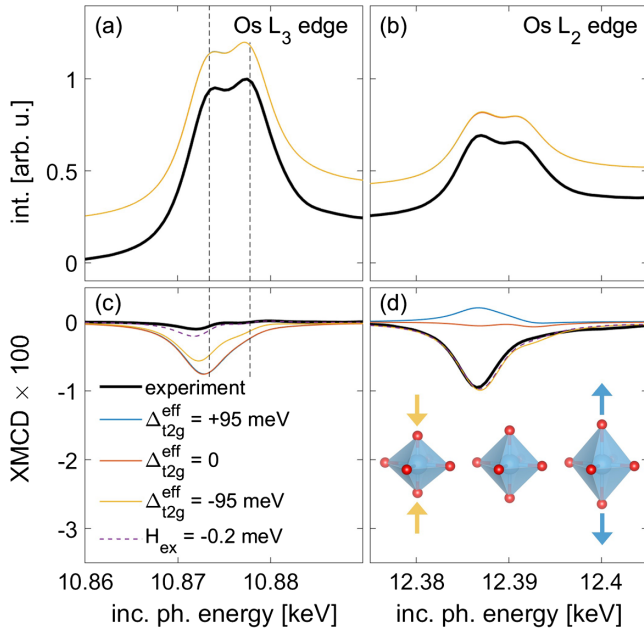 (a) Os L3 edge
(b) Os L2 edge
int. [arb. u.]
1
0.5
0
(c)
(d)
XMCD × 100
0
-1
-2
-3
experiment
Δeff t2g = +95 meV
Δeff t2g = 0
Δeff t2g = -95 meV
Hex = -0.2 meV
10.86 10.87 10.88
12.38 12.39 12.4
inc. ph. energy [keV]
inc. ph. energy [keV]